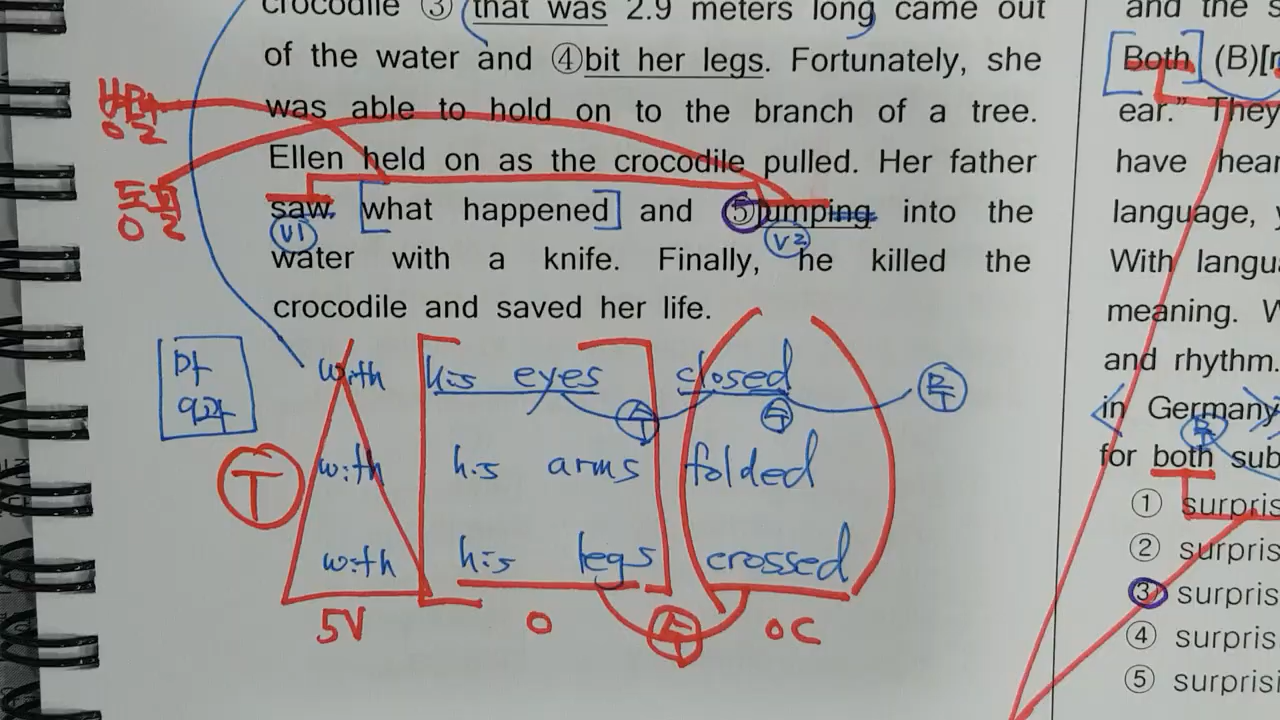 crocodile ③ that was 2.9 meters long came out
of the water and ④bit her legs. Fortunately, she
was able to hold on to the branch of a tree.
Ellen held on as the crocodile pulled. Her father
saw what happened and ⑤jumping into the
V1
V2
water with a knife. Finally, he killed the
crocodile and saved her life.
with his eyes closed
with his arms folded
with his legs crossed
T
5V O OC
and the s
Both (B)[r
ear." They
have hear
language, y
With langu
meaning. W
and rhythm.
in Germany
for both sub
① surpris
② surpris
③ surpris
④ surpris
⑤ surprisi